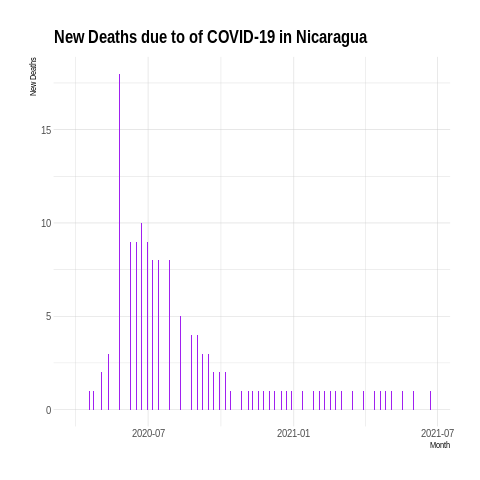 New Deaths due to of COVID-19 in Nicaragua
New Deaths
15
10
5
0
2020-07
2021-01
2021-07
Month